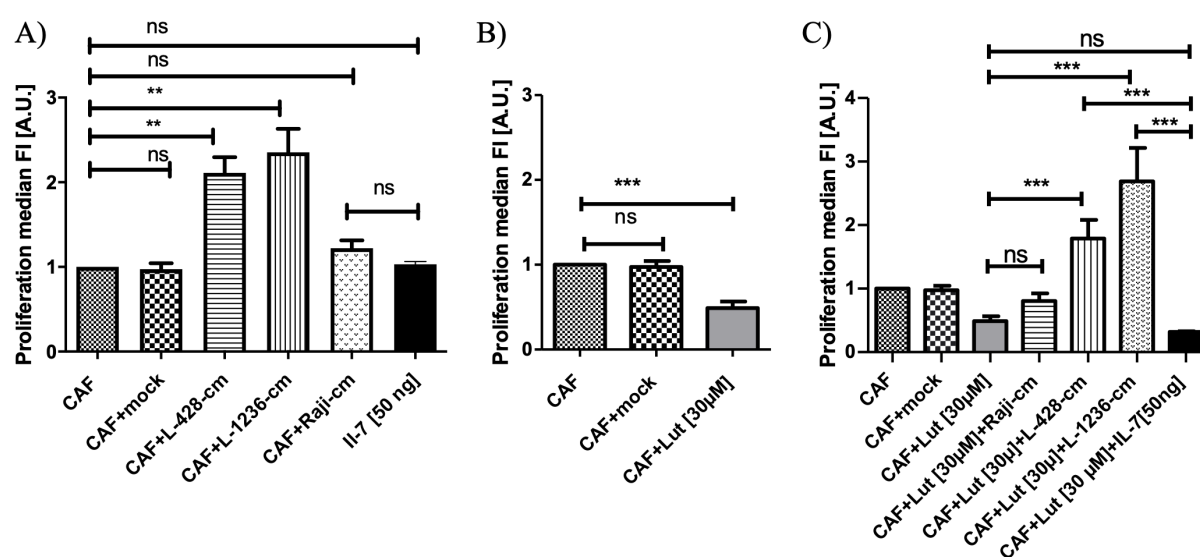 A)
ns
ns
**
**
ns
ns
Proliferation median FI [A.U.]
3
2
1
0
CAF
CAF+mock
CAF+L-428-cm
CAF+L-1236-cm
CAF+Raji-cm
Il-7 [50 ng]
B)
***
ns
Proliferation median FI [A.U.]
3
2
1
0
CAF
CAF+mock
CAF+Lut [30µM]
C)
ns
***
***
***
***
ns
Proliferation median FI [A.U.]
4
3
2
1
0
CAF
CAF+mock
CAF+Lut [30µM]
CAF+Lut [30µM]+Raji-cm
CAF+Lut [30µ]+L-428-cm
CAF+Lut [30µ]+L-1236-cm
CAF+Lut [30 µM]+IL-7[50ng]